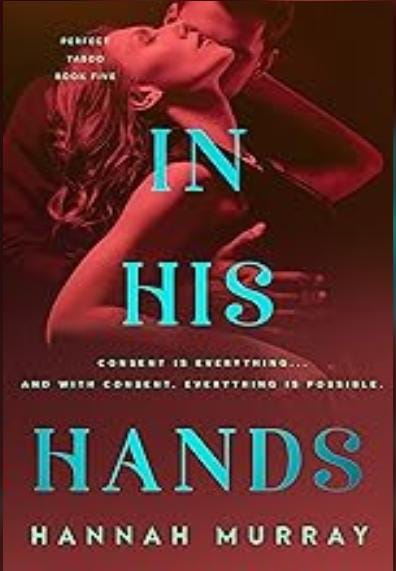 PERFECT
TABOO
BOOK FIVE
IN
HIS
CONSENT IS EVERYTHING...
AND WITH CONSENT, EVERYTHING IS POSSIBLE.
HANDS
HANNAH MURRAY